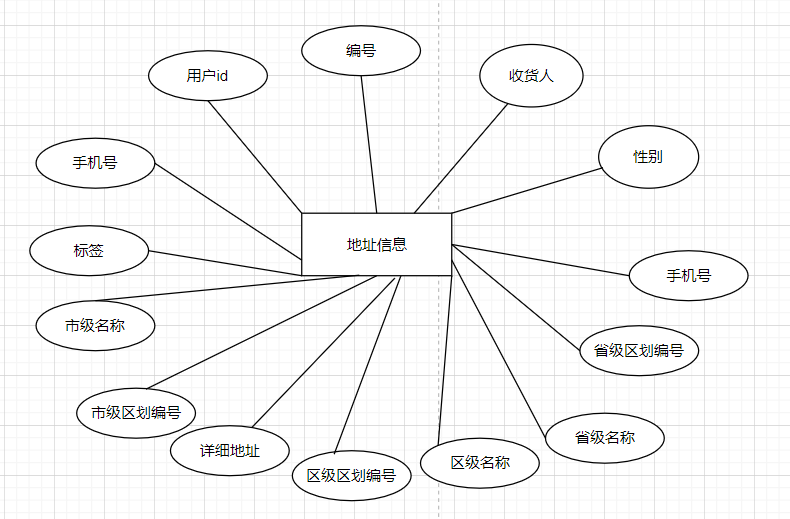 编号
用户id
收货人
手机号
性别
地址信息
标签
手机号
市级名称
省级区划编号
市级区划编号
省级名称
详细地址
区级区划编号
区级名称